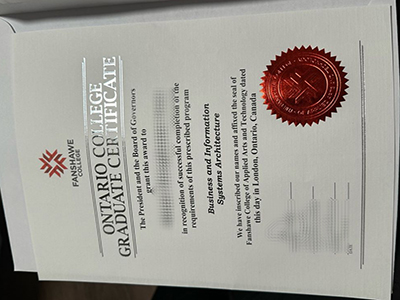 FANSHAWE
COLLEGE
ONTARIO COLLEGE
GRADUATE CERTIFICATE
The President and the Board of Governors
grant this award to
in recognition of successful completion of the
requirements of this prescribed program
Business and Information
Systems Architecture
We have inscribed our names and affixed the seal of
Fanshawe College of Applied Arts and Technology dated
this day in London, Ontario, Canada